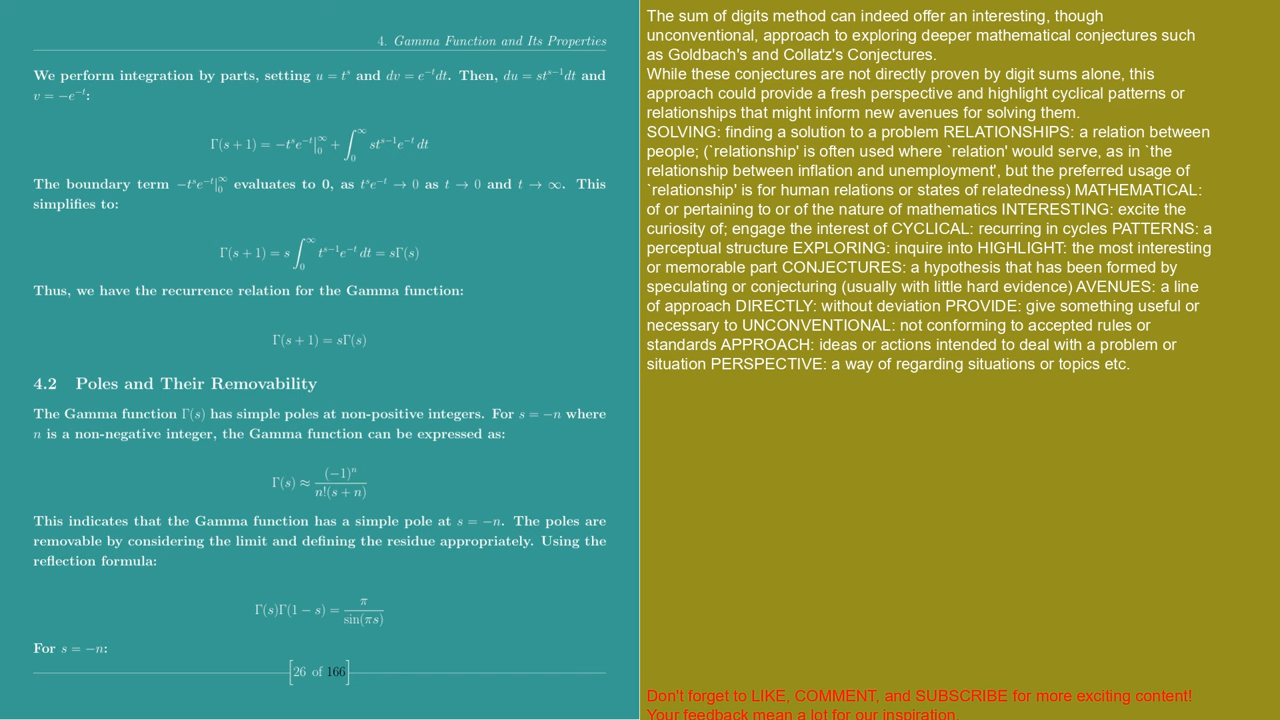 4. Gamma Function and Its Properties
We perform integration by parts, setting u = t^s and dv = e^{-t}dt. Then, du = st^{s-1}dt and
v = −e^{-t}:
Γ(s + 1) = −t^s e^{-t}|_0^∞ + ∫_0^∞ st^{s-1}e^{-t} dt
The boundary term −t^s e^{-t}|_0^∞ evaluates to 0, as t^s e^{-t} → 0 as t → 0 and t → ∞. This
simplifies to:
Γ(s + 1) = s ∫_0^∞ t^{s-1}e^{-t} dt = sΓ(s)
Thus, we have the recurrence relation for the Gamma function:
Γ(s + 1) = sΓ(s)
4.2 Poles and Their Removability
The Gamma function Γ(s) has simple poles at non-positive integers. For s = −n where
n is a non-negative integer, the Gamma function can be expressed as:
Γ(s) ≈ (−1)^n / n!(s + n)
This indicates that the Gamma function has a simple pole at s = −n. The poles are
removable by considering the limit and defining the residue appropriately. Using the
reflection formula:
Γ(s)Γ(1 − s) = π / sin(πs)
For s = −n:
[26 of 166]
The sum of digits method can indeed offer an interesting, though
unconventional, approach to exploring deeper mathematical conjectures such
as Goldbach's and Collatz's Conjectures.
While these conjectures are not directly proven by digit sums alone, this
approach could provide a fresh perspective and highlight cyclical patterns or
relationships that might inform new avenues for solving them.
SOLVING: finding a solution to a problem RELATIONSHIPS: a relation between
people; (`relationship' is often used where `relation' would serve, as in `the
relationship between inflation and unemployment', but the preferred usage of
`relationship' is for human relations or states of relatedness) MATHEMATICAL:
of or pertaining to or of the nature of mathematics INTERESTING: excite the
curiosity of; engage the interest of CYCLICAL: recurring in cycles PATTERNS: a
perceptual structure EXPLORING: inquire into HIGHLIGHT: the most interesting
or memorable part CONJECTURES: a hypothesis that has been formed by
speculating or conjecturing (usually with little hard evidence) AVENUES: a line
of approach DIRECTLY: without deviation PROVIDE: give something useful or
necessary to UNCONVENTIONAL: not conforming to accepted rules or
standards APPROACH: ideas or actions intended to deal with a problem or
situation PERSPECTIVE: a way of regarding situations or topics etc.
Don't forget to LIKE, COMMENT, and SUBSCRIBE for more exciting content!
Your feedback mean a lot for our inspiration.